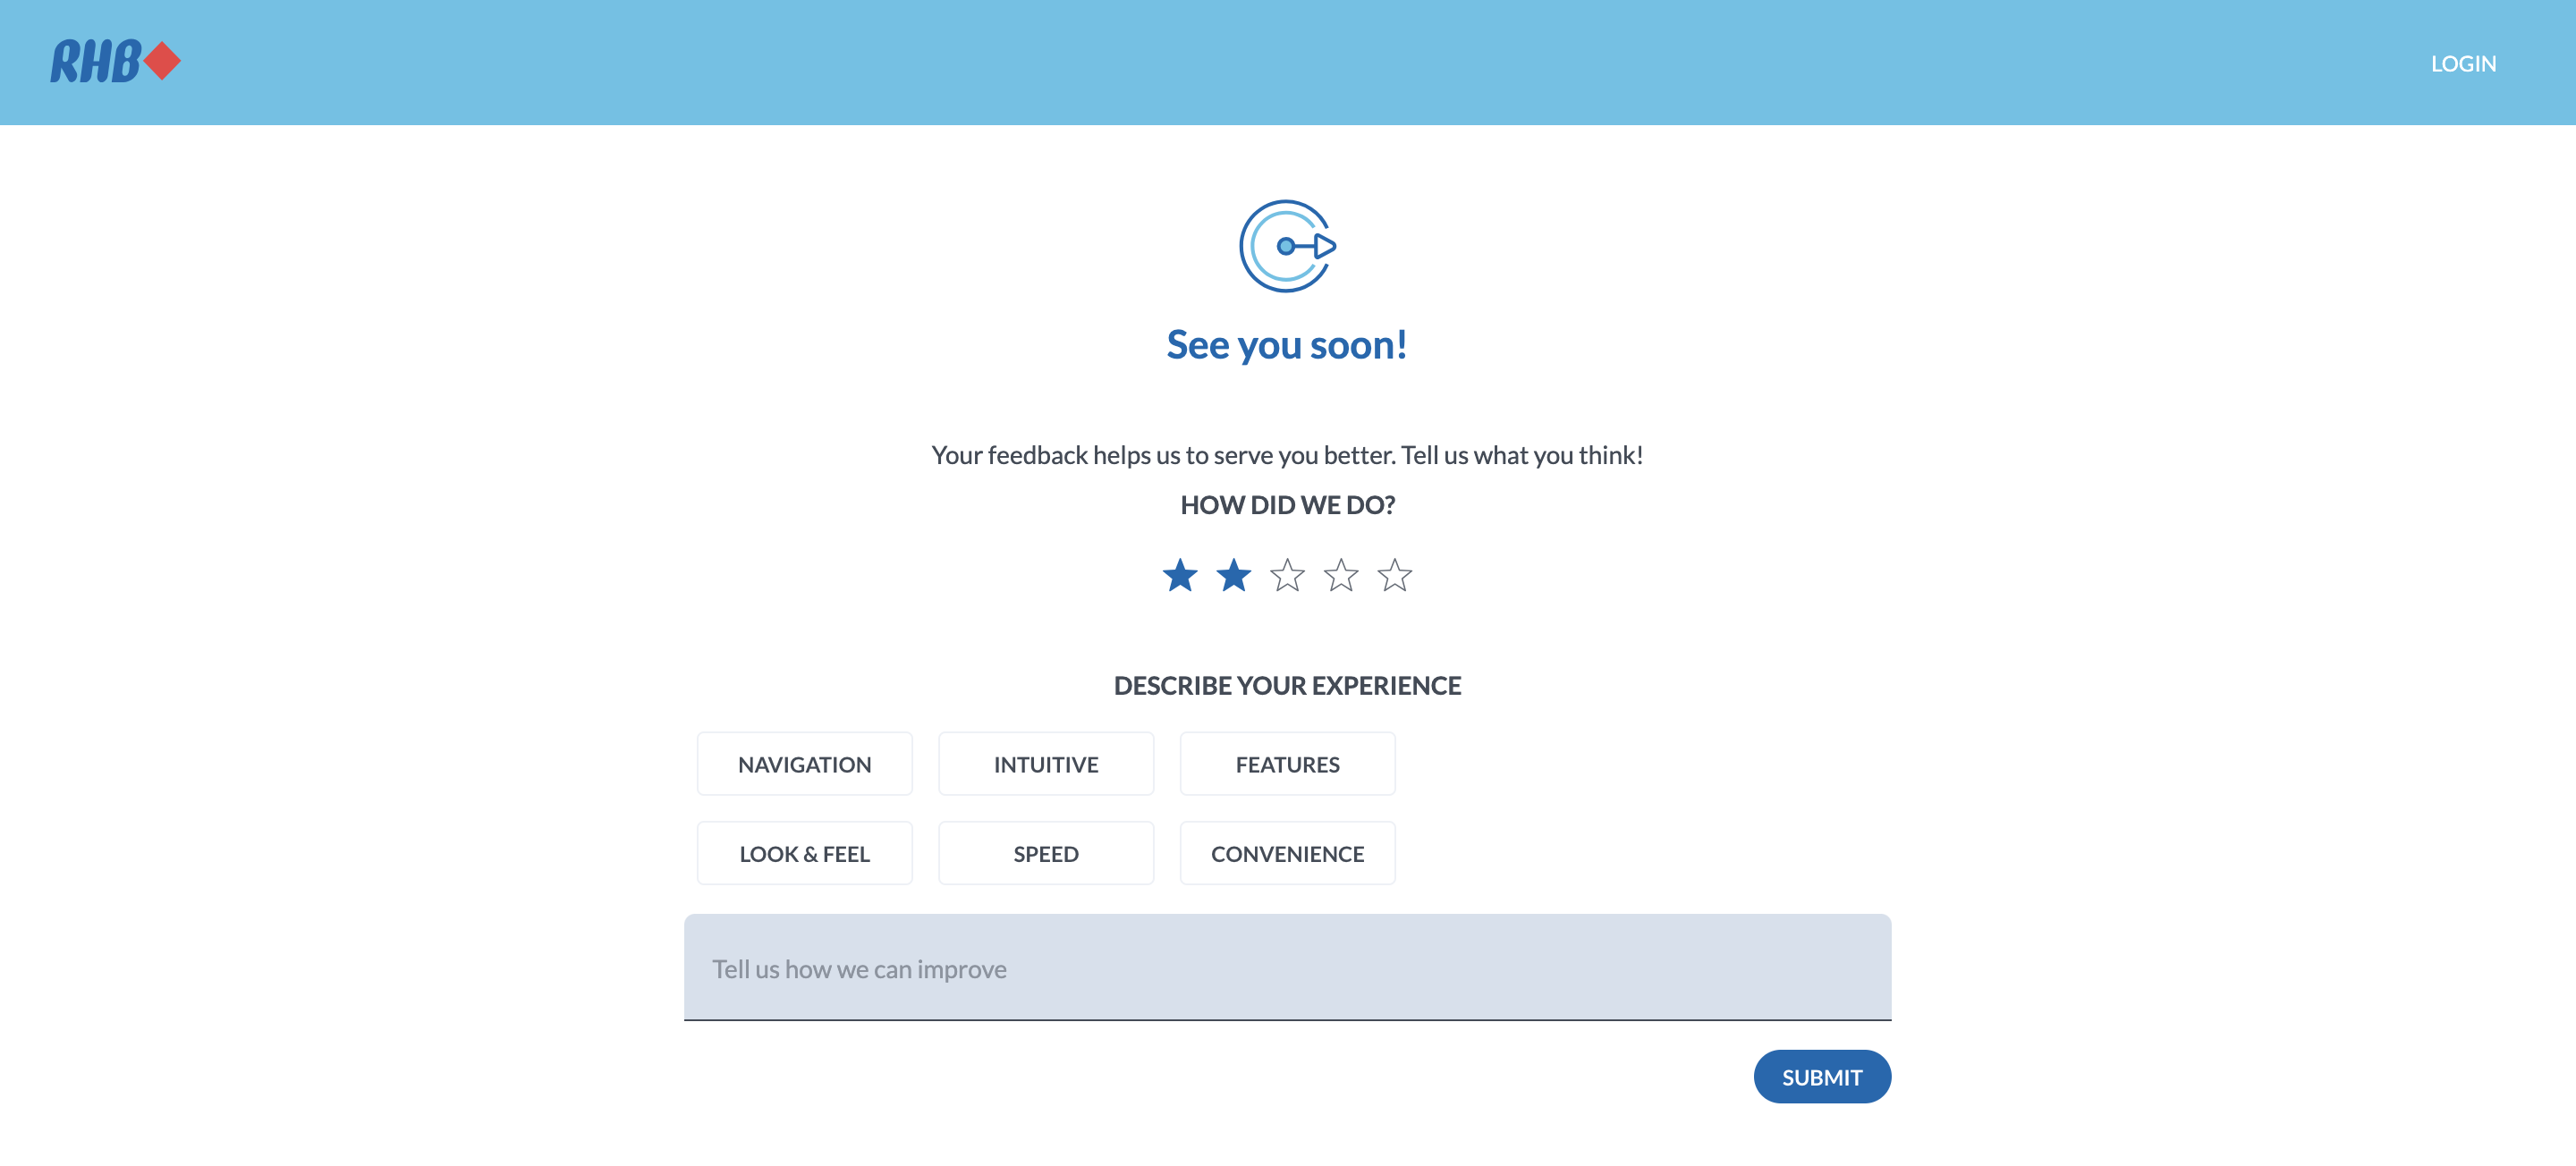 RHB
LOGIN
See you soon!
Your feedback helps us to serve you better. Tell us what you think!
HOW DID WE DO?
DESCRIBE YOUR EXPERIENCE
NAVIGATION INTUITIVE FEATURES
LOOK & FEEL SPEED CONVENIENCE
Tell us how we can improve
SUBMIT